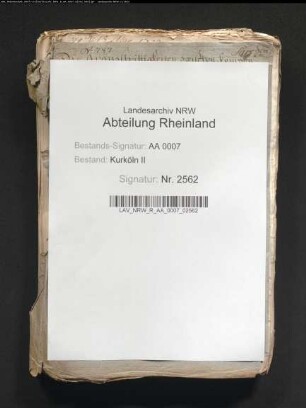 Landesarchiv NRW
Abteilung Rheinland
Bestands-Signatur: AA 0007
Bestand: Kurköln II
Signatur: Nr. 2562
LAV_NRW_R_AA_0007_02562